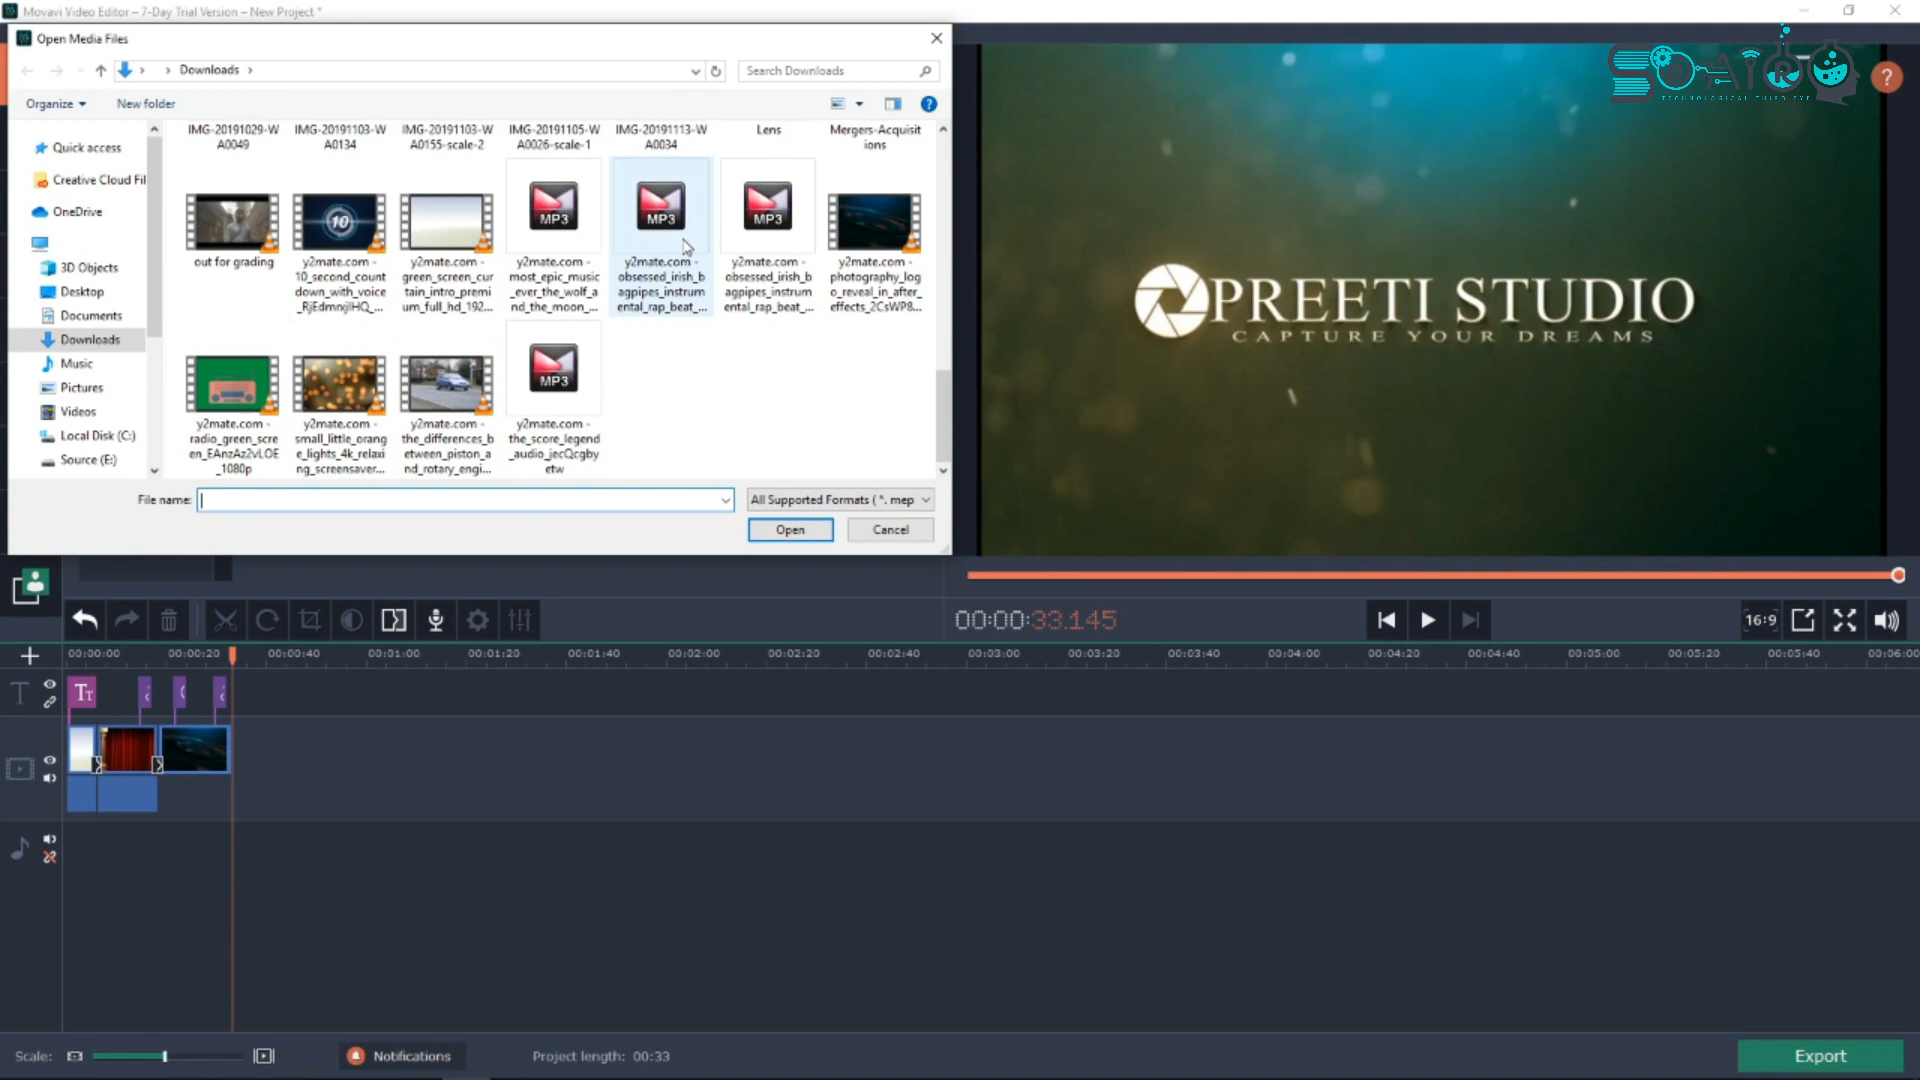 Movavi Video Editor – 7-Day Trial Version – New Project *
Open Media Files
Downloads
Search Downloads
Organize
New folder
Quick access
Creative Cloud Fil
OneDrive
3D Objects
Desktop
Documents
Downloads
Music
Pictures
Videos
Local Disk (C:)
Source (E:)
IMG-20191029-W
A0049
IMG-20191103-W
A0134
IMG-20191103-W
A0155-scale-2
IMG-20191105-W
A0026-scale-1
IMG-20191113-W
A0034
Lens
Mergers-Acquisit
ions
10
MP3
MP3
MP3
out for grading
y2mate.com -
10_second_count
down_with_voice
_RjEdmnxjlHQ_...
y2mate.com -
green_screen_cur
tain_intro_premi
um_full_hd_192...
y2mate.com -
most_epic_music
_ever_the_wolf_a
nd_the_moon_...
y2mate.com -
obsessed_irish_b
agpipes_instrum
ental_rap_beat_...
y2mate.com -
obsessed_irish_b
agpipes_instrum
ental_rap_beat_...
y2mate.com -
photography_log
o_reveal_in_after_
effects_2CsWP8...
MP3
y2mate.com -
radio_green_scre
en_EAnzAz2vLOE
_1080p
y2mate.com -
small_little_orang
e_lights_4k_relaxi
ng_screensaver...
y2mate.com -
the_differences_b
etween_piston_a
nd_rotary_engi...
y2mate.com -
the_score_legend
_audio_jecQcgby
etw
File name:
All Supported Formats ( *. mep
Open
Cancel
TECHNOLOGICAL THIRD EYE
PREETI STUDIO
CAPTURE YOUR DREAMS
00:00:33.145
16:9
00:00:00
00:00:20
00:00:40
00:01:00
00:01:20
00:01:40
00:02:00
00:02:20
00:02:40
00:03:00
00:03:20
00:03:40
00:04:00
00:04:20
00:04:40
00:05:00
00:05:20
00:05:40
00:06:00
Scale:
Notifications
Project length: 00:33
Export